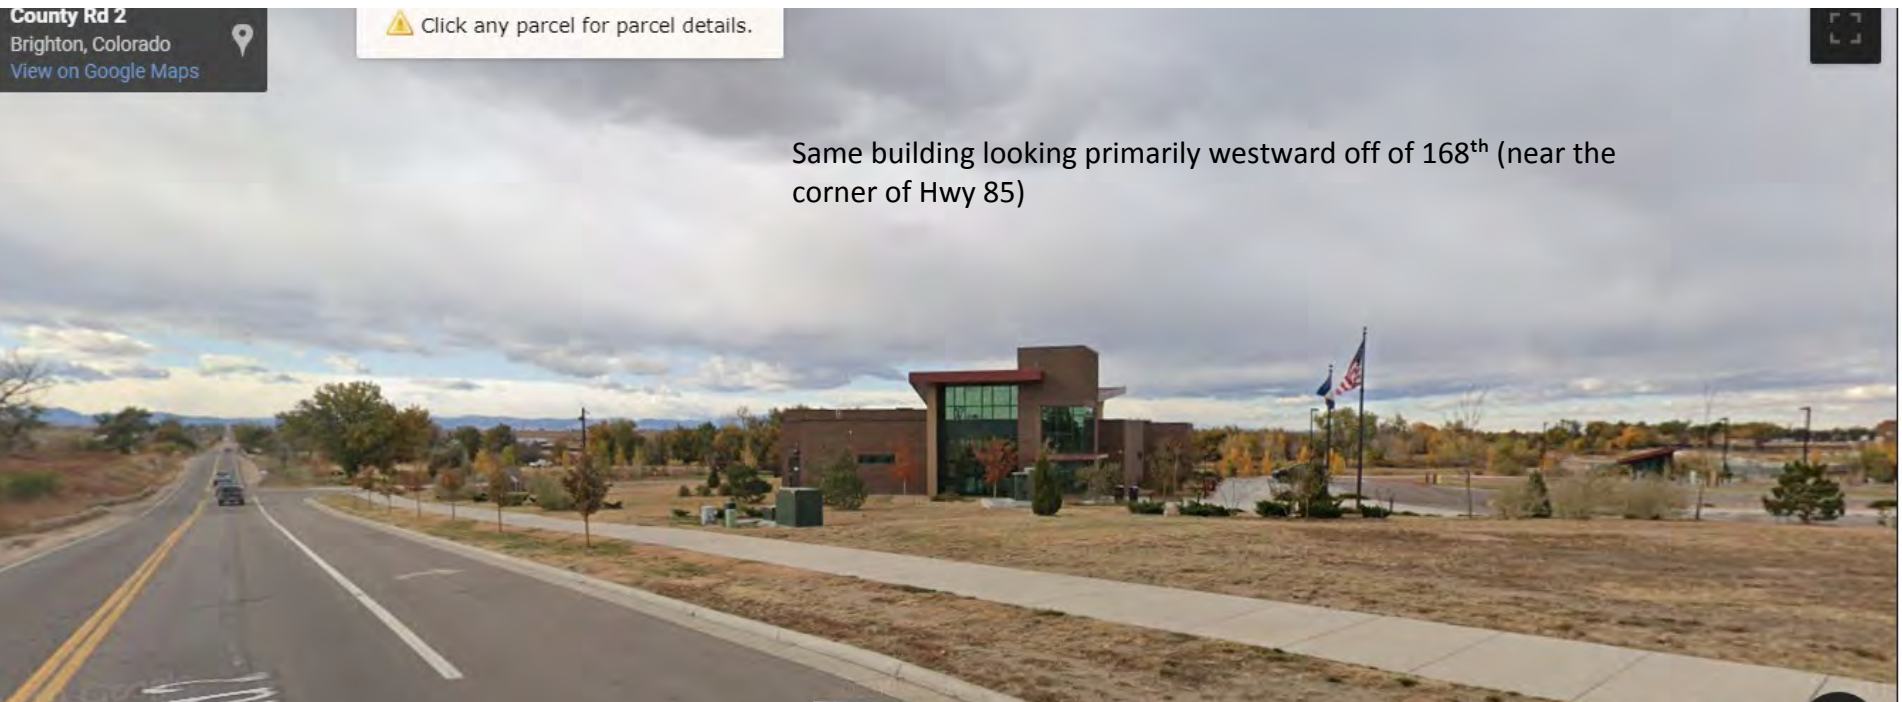 County Rd 2
Brighton, Colorado
View on Google Maps
Click any parcel for parcel details.
Same building looking primarily westward off of 168th (near the
corner of Hwy 85)